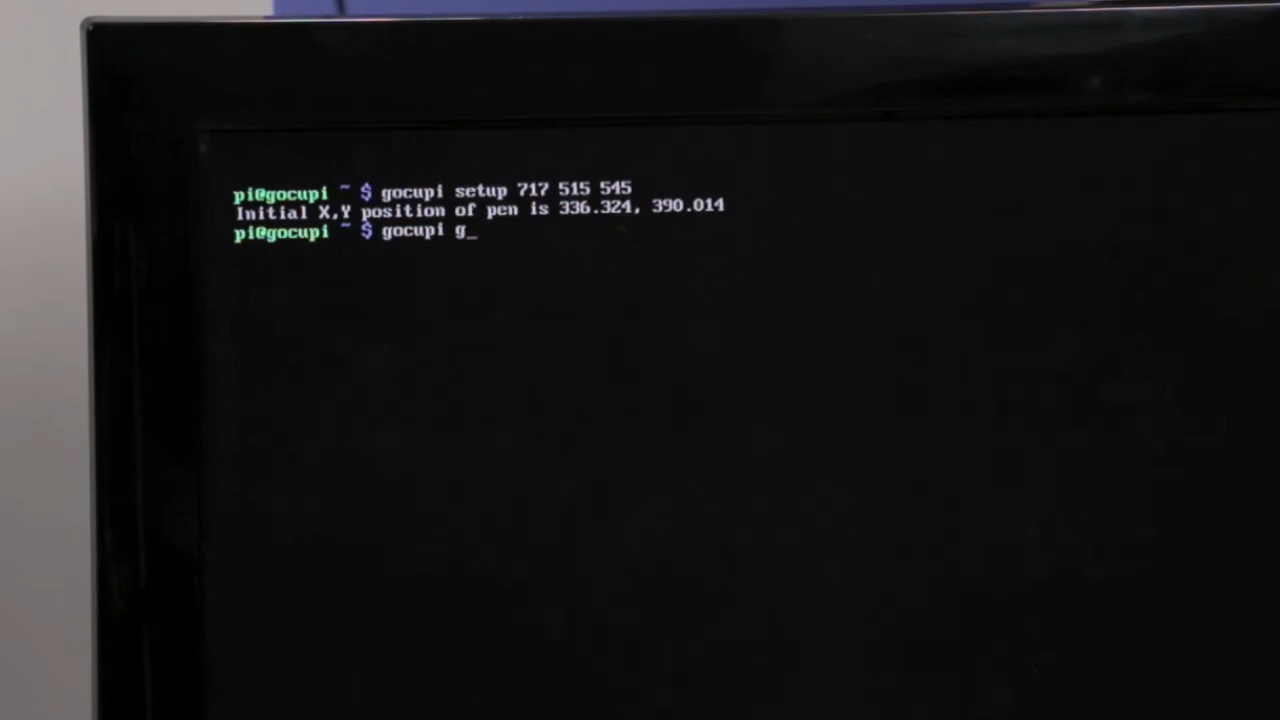 pi@gocupi ~ $ gocupi setup 717 515 545
Initial X,Y position of pen is 336.324, 390.014
pi@gocupi ~ $ gocupi g_